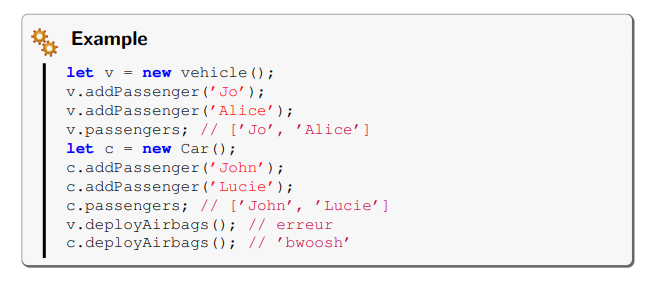 Example
let v = new vehicle();
v.addPassenger('Jo');
v.addPassenger('Alice');
v.passengers; // ['Jo', 'Alice']
let c = new Car();
c.addPassenger('John');
c.addPassenger('Lucie');
c.passengers; // ['John', 'Lucie']
v.deployAirbags(); // erreur
c.deployAirbags(); // 'bwoosh'